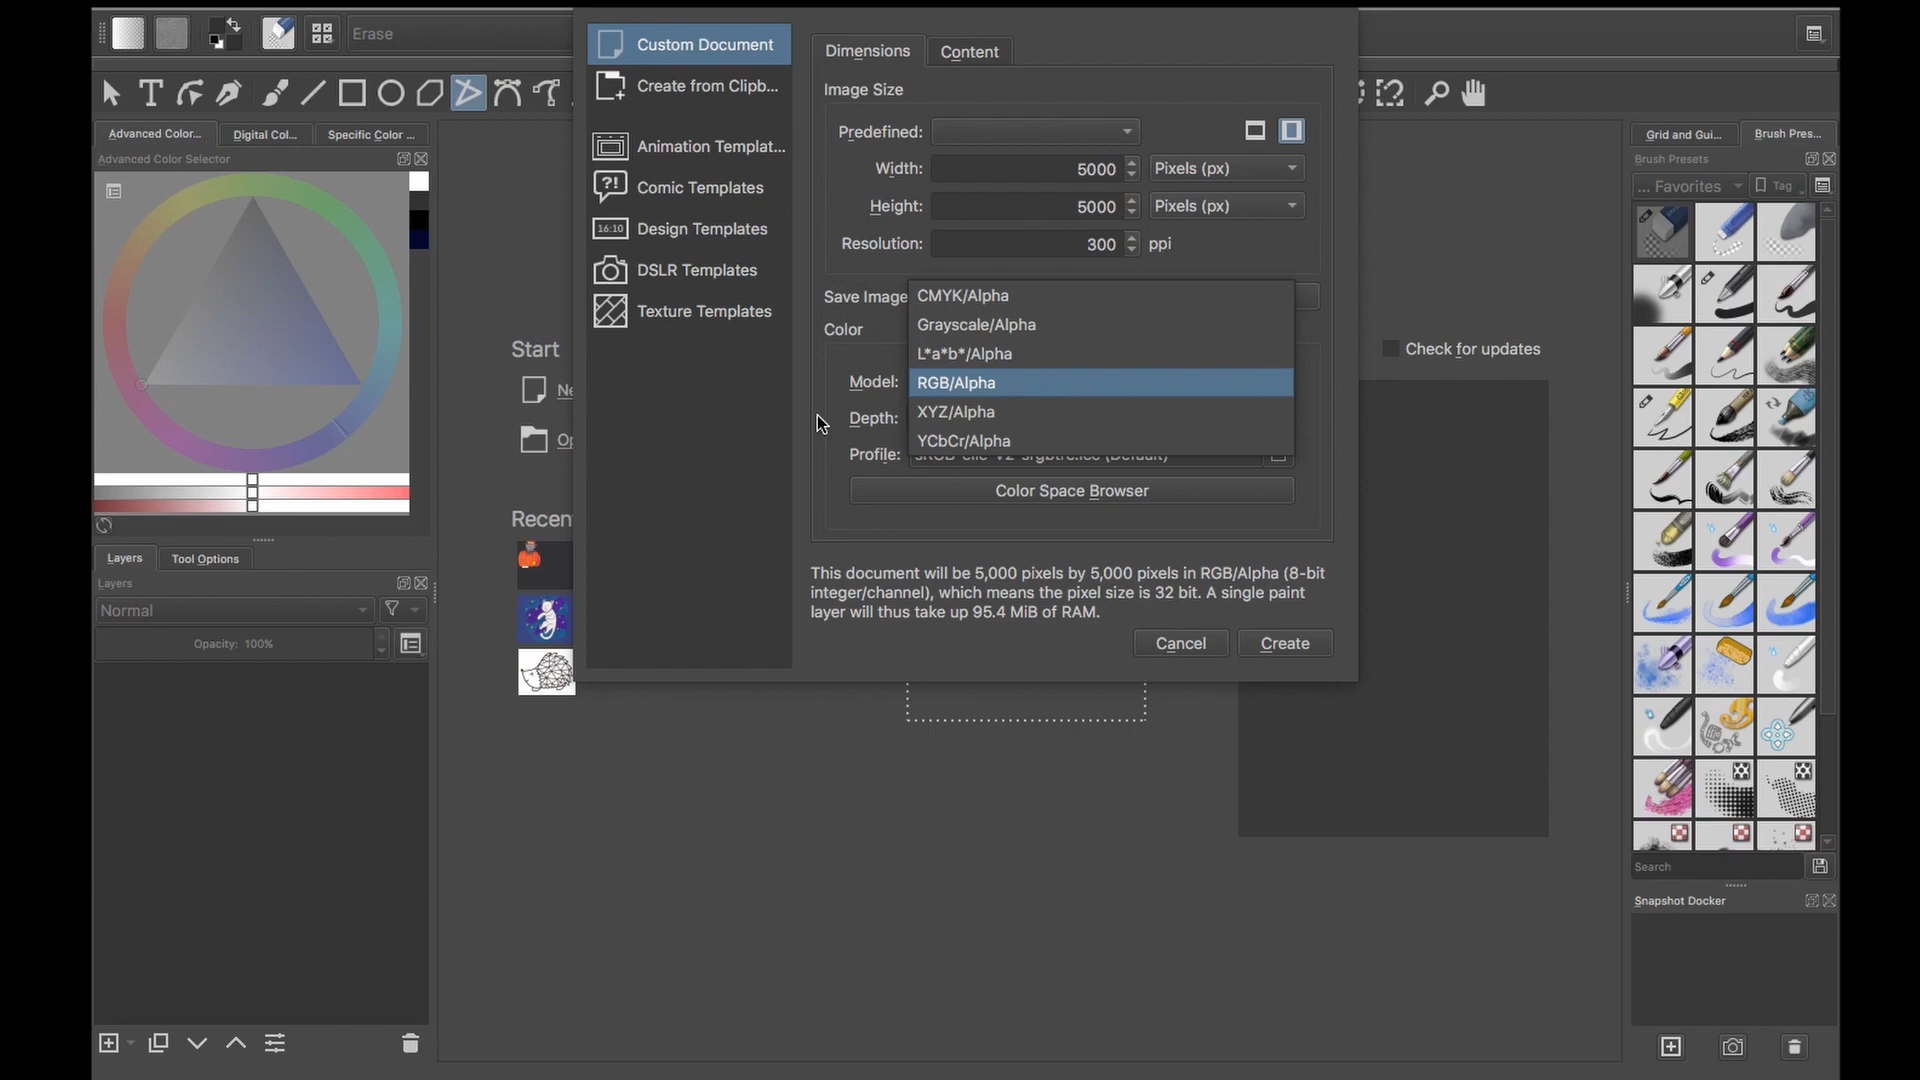 Erase
Custom Document
Create from Clipb...
Animation Templat...
Comic Templates
16:10
Design Templates
DSLR Templates
Texture Templates
Dimensions
Content
Image Size
Predefined:
Width:
5000
Pixels (px)
Height:
5000
Pixels (px)
Resolution:
300
ppi
Save Image
Color
Model:
Depth:
Profile:
CMYK/Alpha
Grayscale/Alpha
L*a*b*/Alpha
RGB/Alpha
XYZ/Alpha
YCbCr/Alpha
Color Space Browser
This document will be 5,000 pixels by 5,000 pixels in RGB/Alpha (8-bit
integer/channel), which means the pixel size is 32 bit. A single paint
layer will thus take up 95.4 MiB of RAM.
Cancel
Create
Advanced Color...
Digital Col...
Specific Color ...
Advanced Color Selector
Layers
Tool Options
Layers
Normal
Opacity: 100%
Start
Ne
Op
Recen
Check for updates
Grid and Gui...
Brush Pres...
Brush Presets
... Favorites
Tag
Search
Snapshot Docker